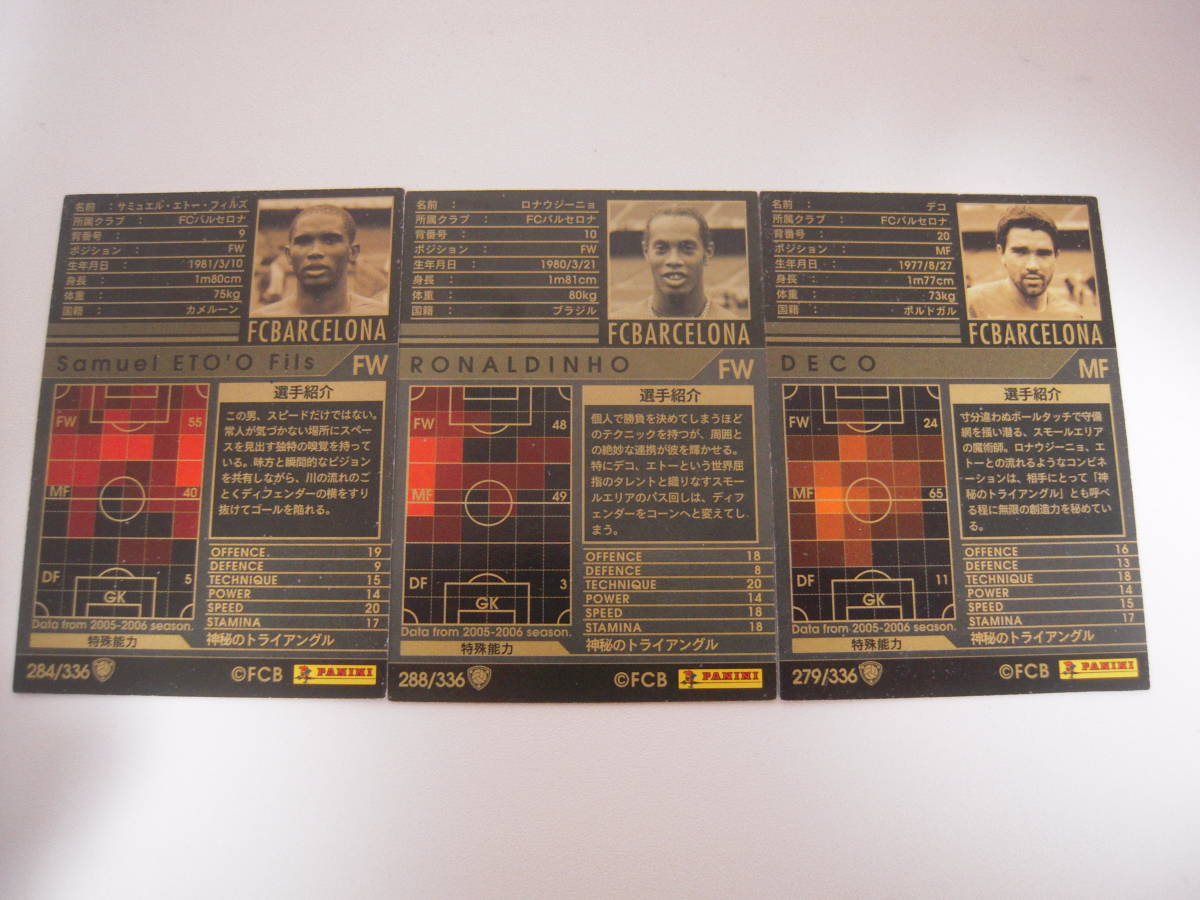 名前 : サミュエル・エトー・フィルズ
所属クラブ : FCバルセロナ
背番号 : 9
ポジション : FW
生年月日 : 1981/3/10
身長 : 1m80cm
体重 : 75kg
国籍 : カメルーン
FCBARCELONA
Samuel ETO'O Fils FW
FW 55
MF 40
DF 5
GK
Data from 2005-2006 season.
選手紹介
この男、スピードだけではない。
常人が気づかない場所にスペー
スを見出す独特の嗅覚を持って
いる。味方と瞬間的なビジョン
を共有しながら、川の流れのご
とくディフェンダーの横をすり
抜けてゴールを陥れる。
OFFENCE 19
DEFENCE 9
TECHNIQUE 15
POWER 14
SPEED 20
STAMINA 17
特殊能力 神秘のトライアングル
284/336 ©FCB PANINI
名前 : ロナウジーニョ
所属クラブ : FCバルセロナ
背番号 : 10
ポジション : FW
生年月日 : 1980/3/21
身長 : 1m81cm
体重 : 80kg
国籍 : ブラジル
FCBARCELONA
RONALDINHO FW
FW 48
MF 49
DF 3
GK
Data from 2005-2006 season.
選手紹介
個人で勝負を決めてしまうほど
のテクニックを持つが、周囲と
の絶妙な連携が彼を輝かせる。
特にデコ、エトーという世界屈
指のタレントと織りなすスモー
ルエリアのパス回しは、ディフ
ェンダーをコーンへと変えてし
まう。
OFFENCE 18
DEFENCE 8
TECHNIQUE 20
POWER 14
SPEED 18
STAMINA 18
特殊能力 神秘のトライアングル
288/336 ©FCB PANINI
名前 : デコ
所属クラブ : FCバルセロナ
背番号 : 20
ポジション : MF
生年月日 : 1977/8/27
身長 : 1m77cm
体重 : 73kg
国籍 : ポルトガル
FCBARCELONA
DECO MF
FW 24
MF 65
DF 11
GK
Data from 2005-2006 season.
選手紹介
寸分違わぬボールタッチで守備
網を掻い潜る、スモールエリア
の魔術師。ロナウジーニョ、エ
トーとの流れるようなコンビネ
ーションは、相手にとって「神
秘のトライアングル」とも呼べ
る程に無限の創造力を秘めてい
る。
OFFENCE 16
DEFENCE 13
TECHNIQUE 18
POWER 14
SPEED 15
STAMINA 17
特殊能力 神秘のトライアングル
279/336 ©FCB PANINI